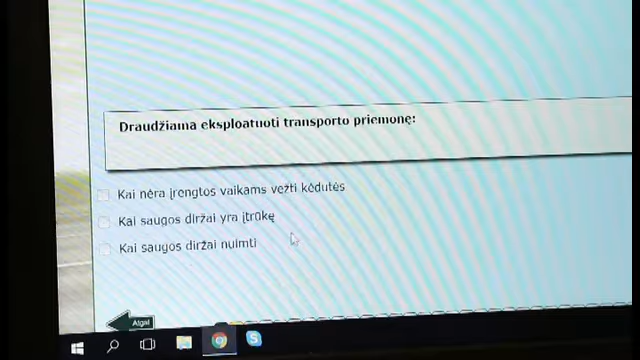 Draudžiama eksploatuoti transporto priemonę:
Kai nėra įrengtos vaikams vežti kėdutės
Kai saugos diržai yra įtrūkę
Kai saugos diržai nuimti
Atgal